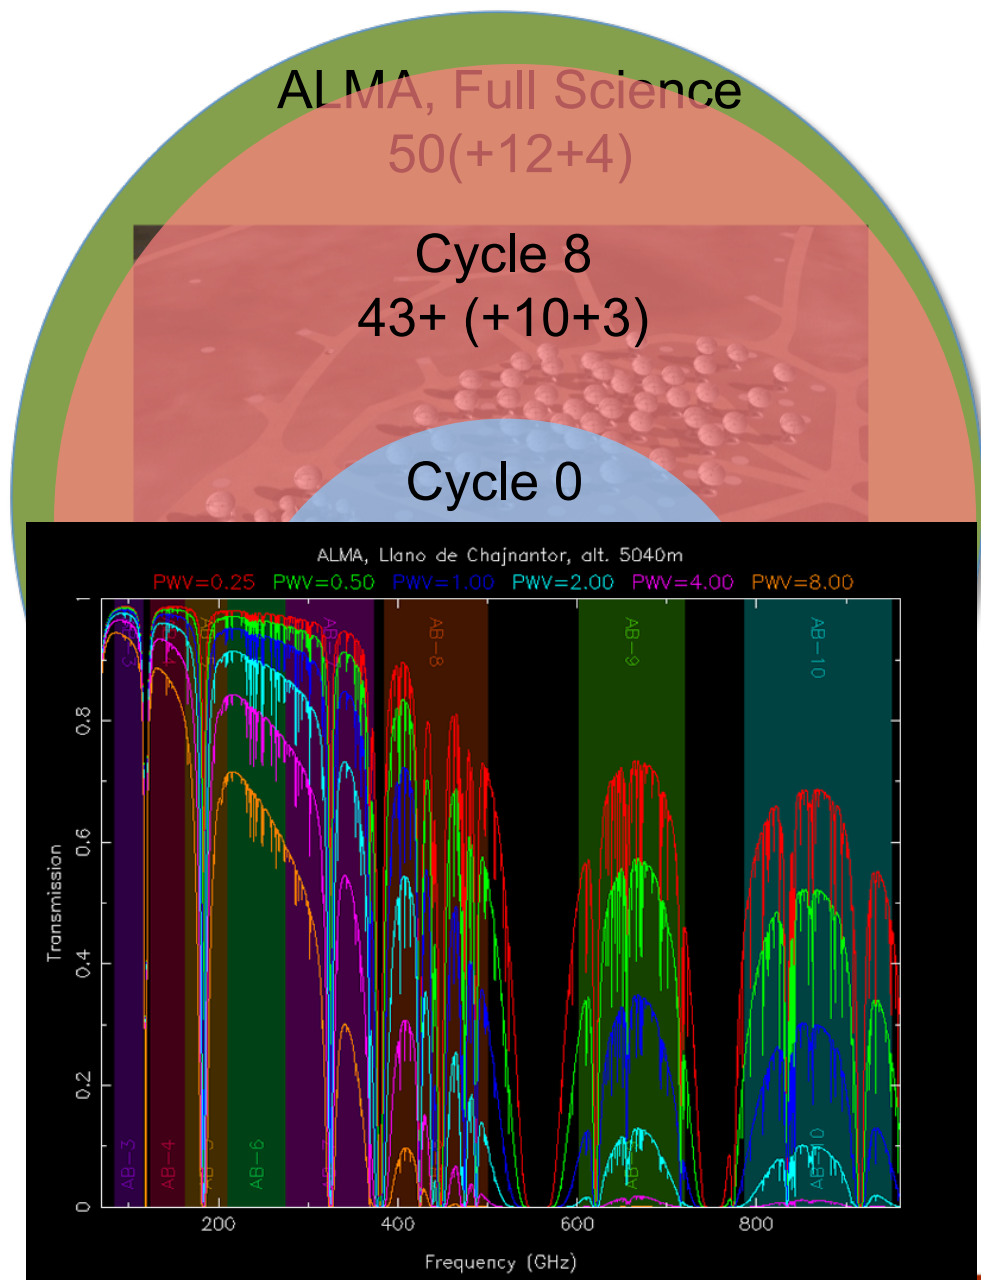 ALMA, Full Science
50(+12+4)
Cycle 8
43+ (+10+3)
Cycle 0
ALMA, Llano de Chajnantor, alt. 5040m
PWV=0.25 PWV=0.50 PWV=1.00 PWV=2.00 PWV=4.00 PWV=8.00
AB-8
AB-9
AB-10
1
0.8
0.6
0.4
0.2
0
Transmission
AB-3
AB-4
AB-6
200
400
600
800
Frequency (GHz)